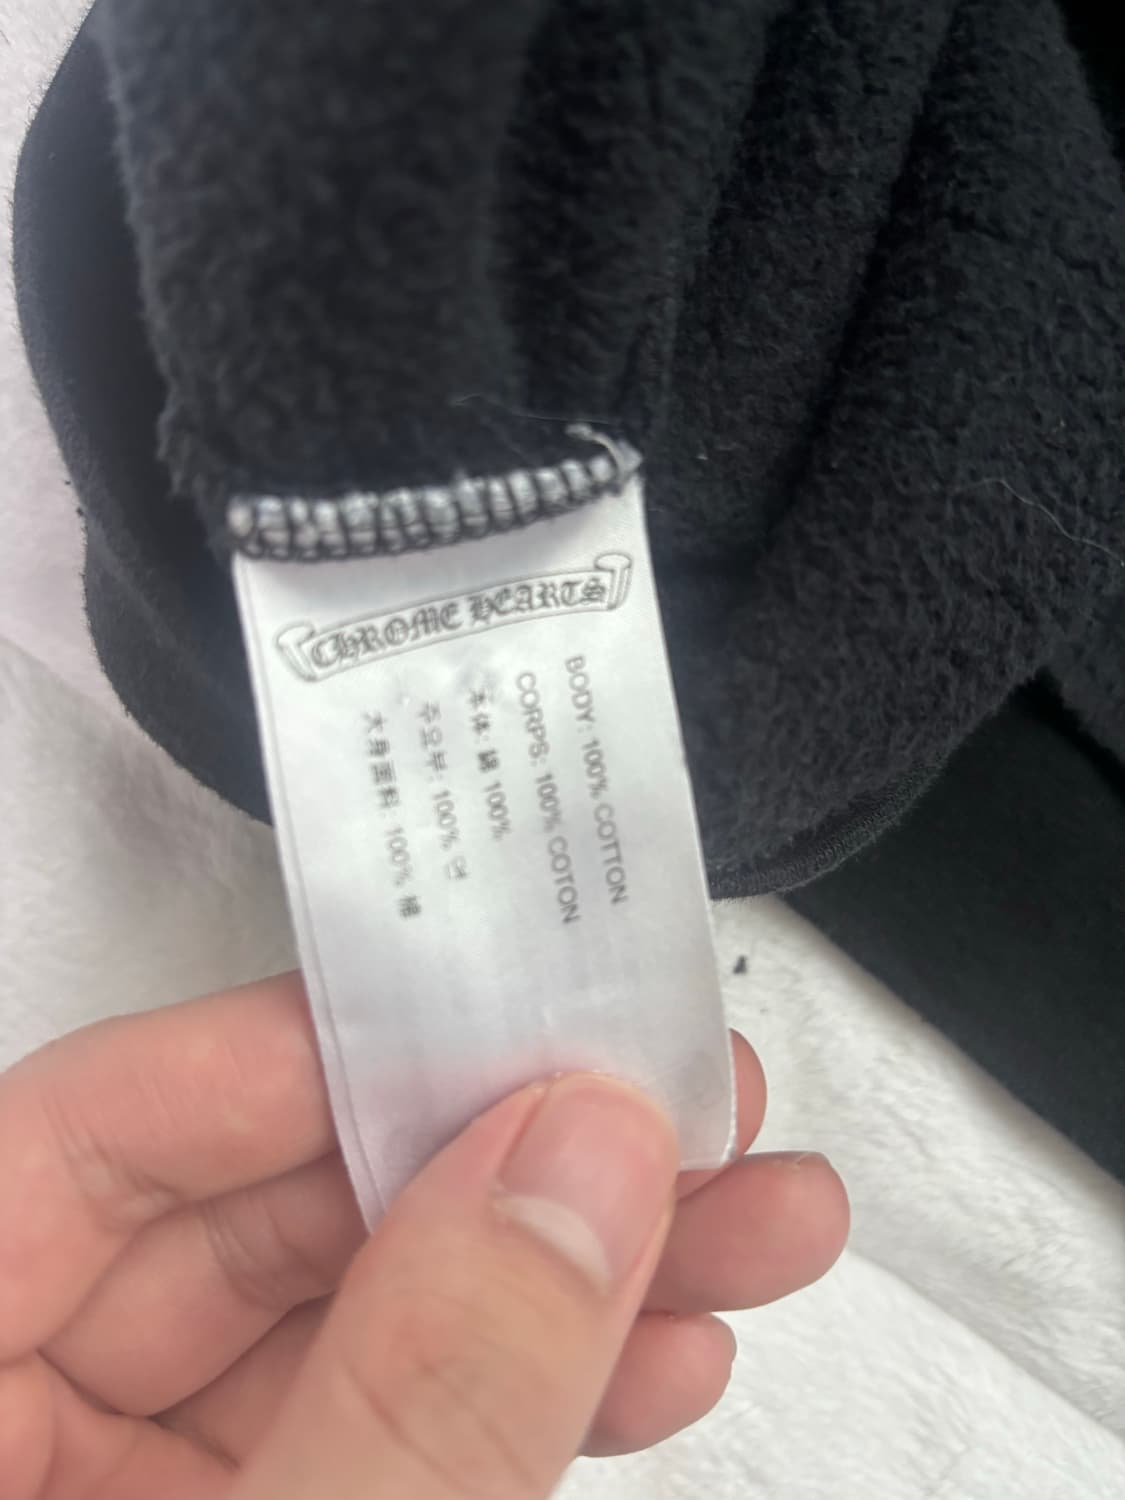 CHROME HEARTS
BODY: 100% COTTON
CORPS: 100% COTON
本体: 綿 100%
주요부: 100% 면
大身面料: 100% 棉